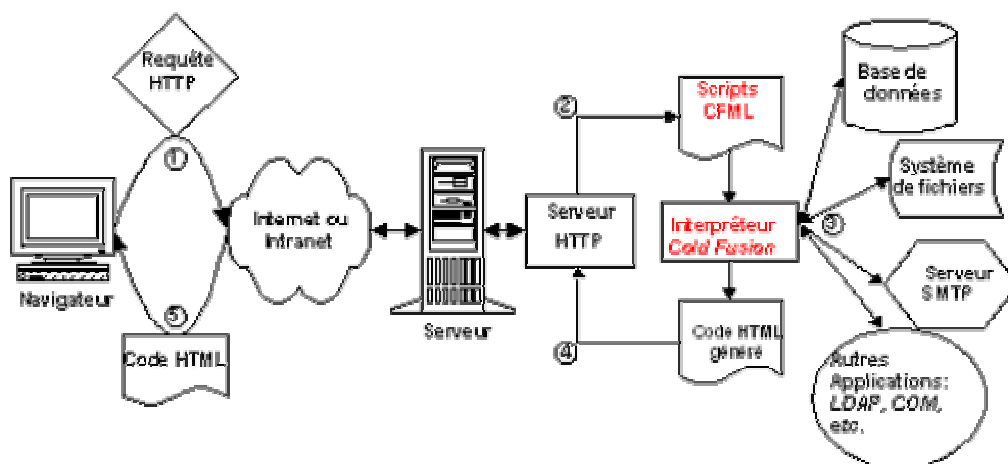 Requête
HTTP
①
Internet ou
Intranet
Navigateur
⑤
Code HTML
Serveur
②
Serveur
HTTP
④
Scripts
CFML
Interpréteur
Cold Fusion
Code HTML
généré
③
Base de
données
Système
de fichiers
Serveur
SMTP
Autres
Applications:
LDAP, COM,
etc.